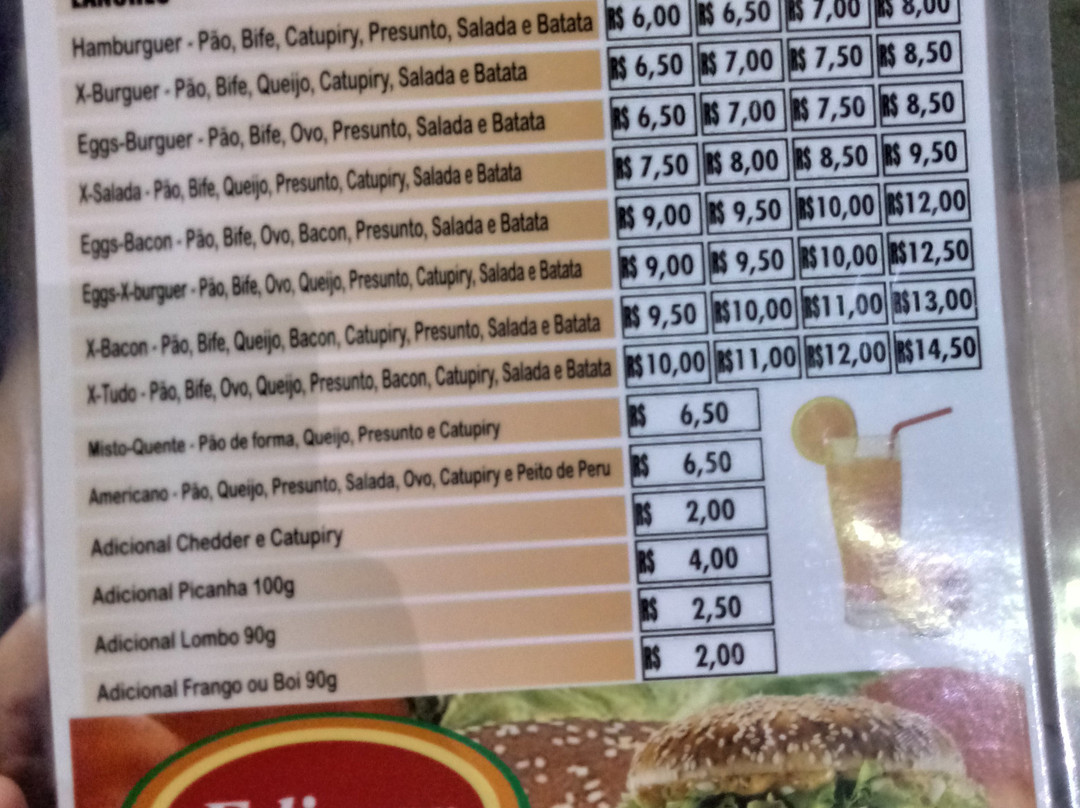 LANCHES
Hamburguer - Pão, Bife, Catupiry, Presunto, Salada e Batata R$ 6,00 R$ 6,50 R$ 7,00 R$ 8,00
X-Burguer - Pão, Bife, Queijo, Catupiry, Salada e Batata R$ 6,50 R$ 7,00 R$ 7,50 R$ 8,50
Eggs-Burguer - Pão, Bife, Ovo, Presunto, Salada e Batata R$ 6,50 R$ 7,00 R$ 7,50 R$ 8,50
X-Salada - Pão, Bife, Queijo, Presunto, Catupiry, Salada e Batata R$ 7,50 R$ 8,00 R$ 8,50 R$ 9,50
Eggs-Bacon - Pão, Bife, Ovo, Bacon, Presunto, Salada e Batata R$ 9,00 R$ 9,50 R$10,00 R$12,00
Eggs-X-burguer - Pão, Bife, Ovo, Queijo, Presunto, Catupiry, Salada e Batata R$ 9,00 R$ 9,50 R$10,00 R$12,50
X-Bacon - Pão, Bife, Queijo, Bacon, Catupiry, Presunto, Salada e Batata R$ 9,50 R$10,00 R$11,00 R$13,00
X-Tudo - Pão, Bife, Ovo, Queijo, Presunto, Bacon, Catupiry, Salada e Batata R$10,00 R$11,00 R$12,00 R$14,50
Misto-Quente - Pão de forma, Queijo, Presunto e Catupiry R$ 6,50
Americano - Pão, Queijo, Presunto, Salada, Ovo, Catupiry e Peito de Peru R$ 6,50
Adicional Chedder e Catupiry R$ 2,00
Adicional Picanha 100g R$ 4,00
Adicional Lombo 90g R$ 2,50
Adicional Frango ou Boi 90g R$ 2,00